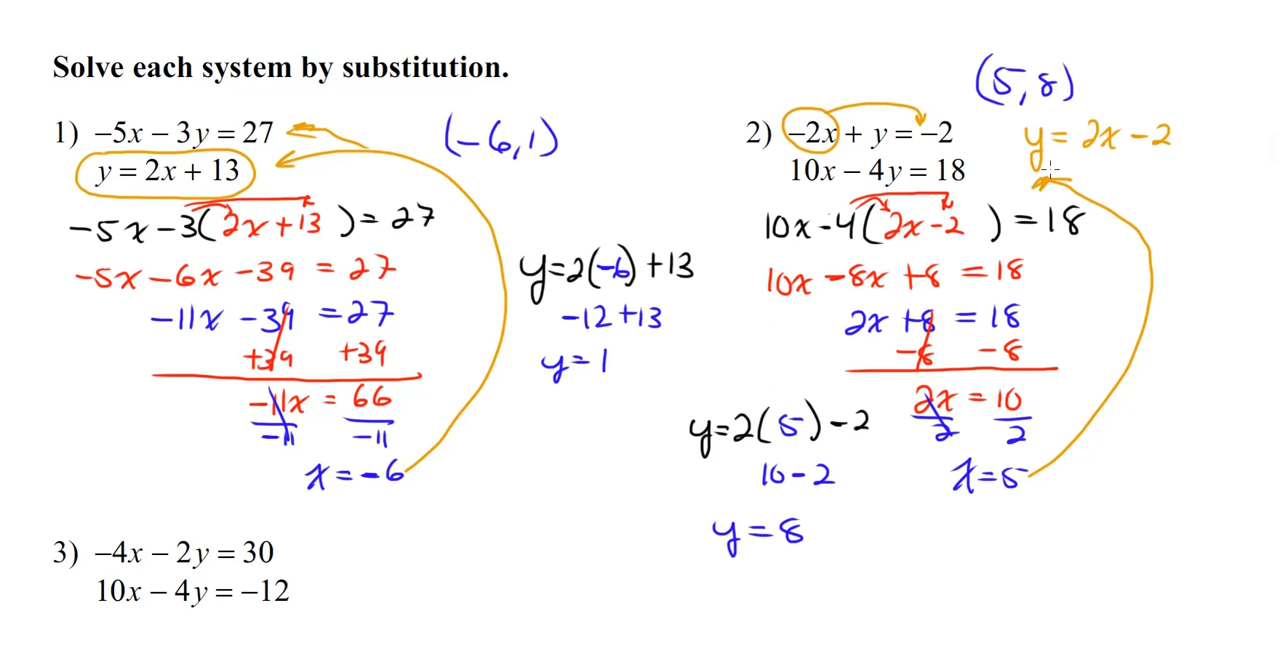 Solve each system by substitution.
1) −5x − 3y = 27
y = 2x + 13
(-6,1)
-5x -3(2x+13) = 27
-5x -6x -39 = 27
-11x -39 = 27
+39 +39
-11x = 66
-11 -11
x = -6
y=2(-6)+13
-12+13
y=1
2) −2x + y = −2
10x − 4y = 18
(5,8)
y = 2x - 2
10x -4(2x-2) = 18
10x -8x +8 = 18
2x +8 = 18
-8 -8
2x = 10
2 2
x=5
y=2(5)-2
10-2
y=8
3) −4x − 2y = 30
10x − 4y = −12